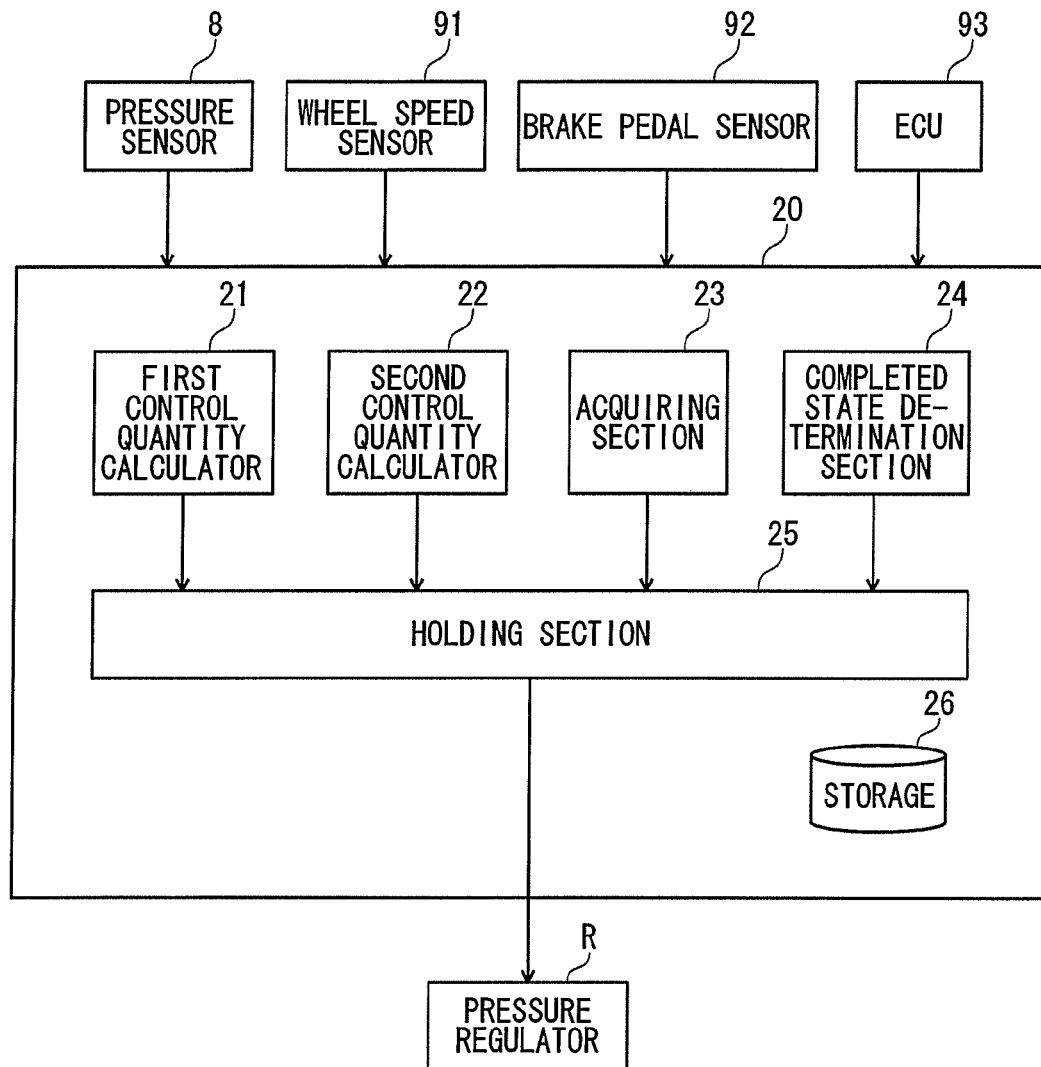 8
91
92
93
PRESSURE
SENSOR
WHEEL SPEED
SENSOR
BRAKE PEDAL SENSOR
ECU
20
21
22
23
24
FIRST
CONTROL
QUANTITY
CALCULATOR
SECOND
CONTROL
QUANTITY
CALCULATOR
ACQUIRING
SECTION
COMPLETED
STATE DE-
TERMINATION
SECTION
25
HOLDING SECTION
26
STORAGE
R
PRESSURE
REGULATOR